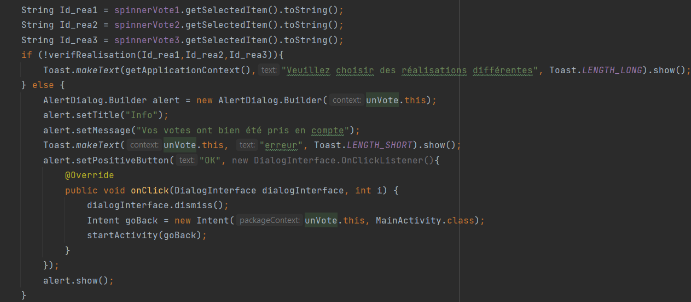 String Id_rea1 = spinnerVote1.getSelectedItem().toString();
String Id_rea2 = spinnerVote2.getSelectedItem().toString();
String Id_rea3 = spinnerVote3.getSelectedItem().toString();
if (!verifRealisation(Id_rea1,Id_rea2,Id_rea3)){
    Toast.makeText(getApplicationContext(), text: "Veuillez choisir des réalisations différentes", Toast.LENGTH_LONG).show();
} else {
    AlertDialog.Builder alert = new AlertDialog.Builder( context: unVote.this);
    alert.setTitle("Info");
    alert.setMessage("Vos votes ont bien été pris en compte");
    Toast.makeText( context: unVote.this, text: "erreur", Toast.LENGTH_SHORT).show();
    alert.setPositiveButton( text: "OK", new DialogInterface.OnClickListener(){
        @Override
        public void onClick(DialogInterface dialogInterface, int i) {
            dialogInterface.dismiss();
            Intent goBack = new Intent( packageContext: unVote.this, MainActivity.class);
            startActivity(goBack);
        }
    });
    alert.show();
}